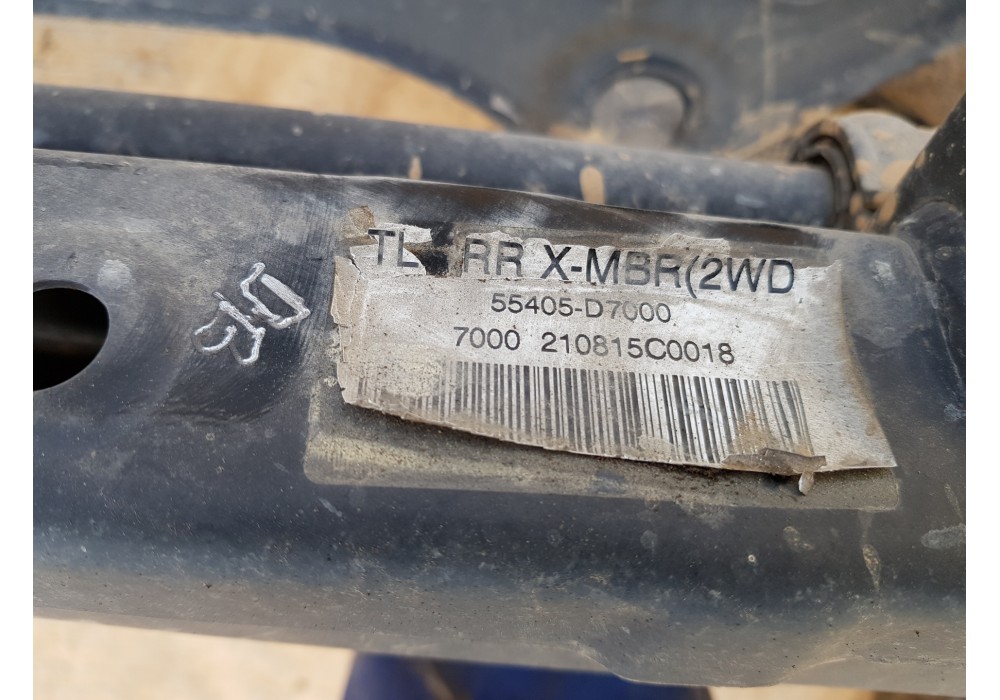 TL RR X-MBR(2WD
55405-D7000
7000 210815C0018